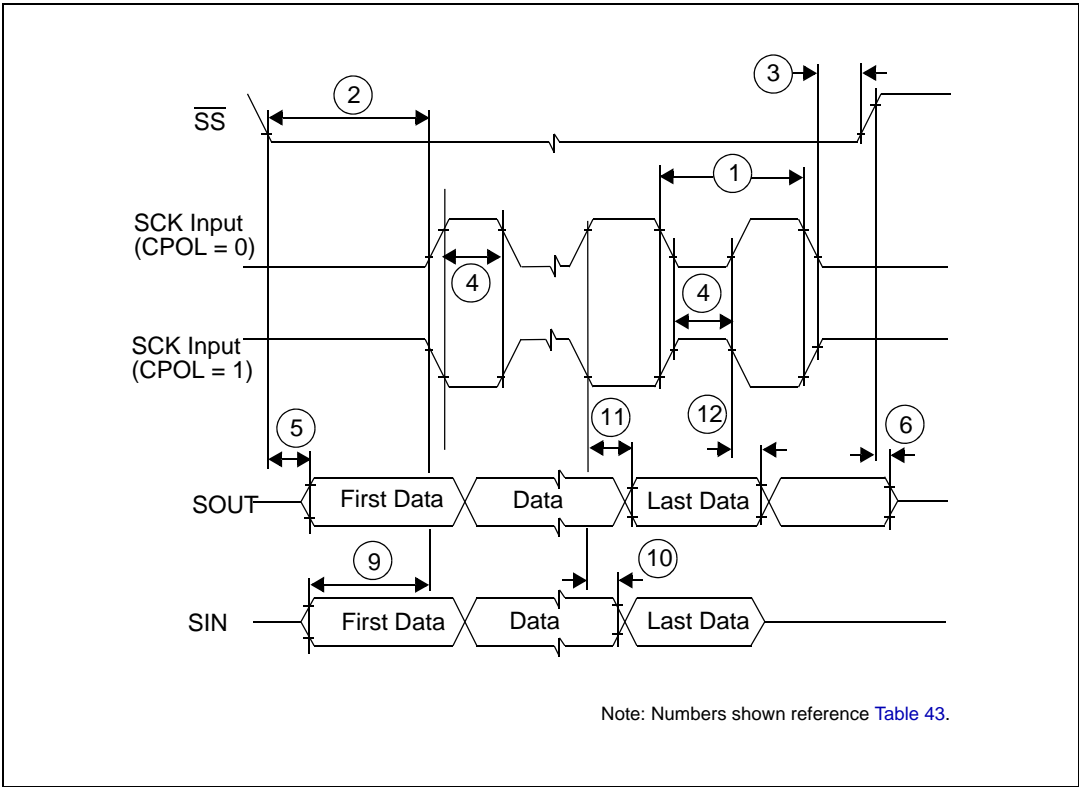 3
2
SS
1
SCK Input
(CPOL = 0)
4
4
SCK Input
(CPOL = 1)
11
12
5
6
SOUT
First Data
Data
Last Data
9
10
SIN
First Data
Data
Last Data
Note: Numbers shown reference Table 43.